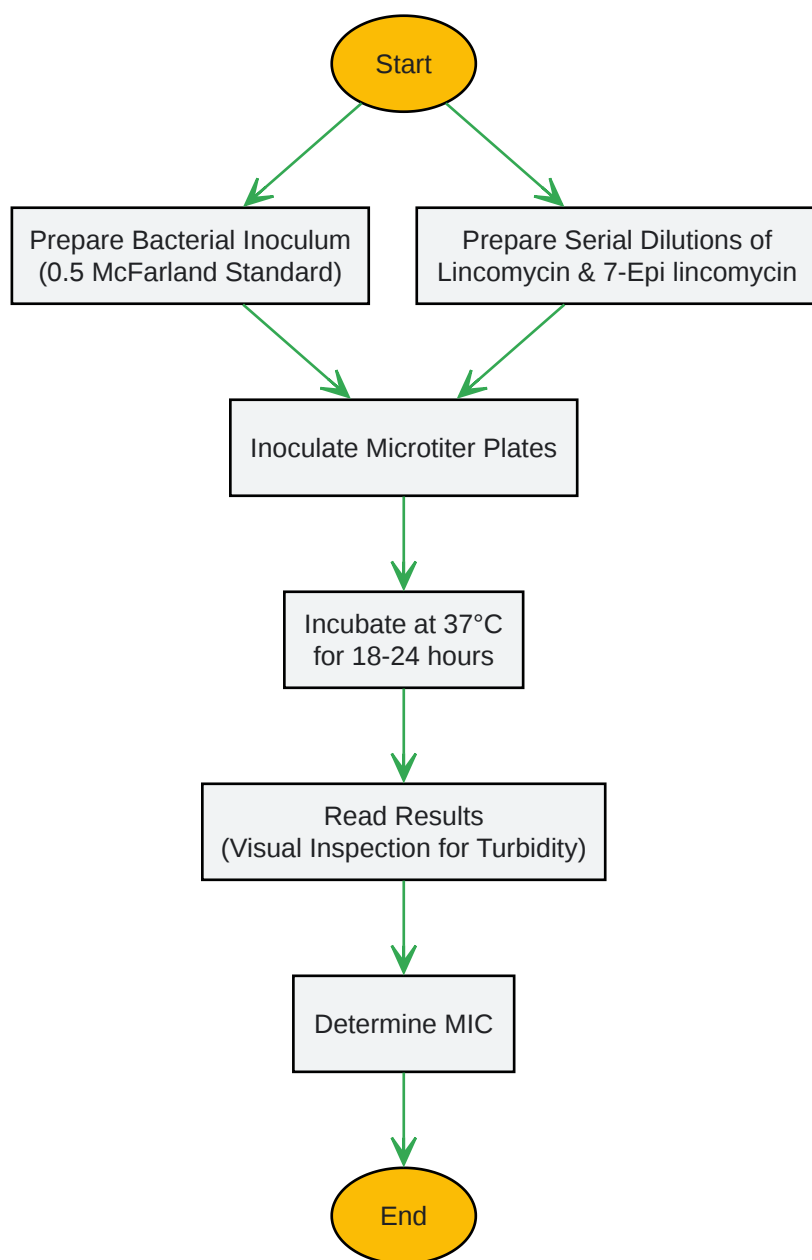 Start
Prepare Bacterial Inoculum
(0.5 McFarland Standard)
Prepare Serial Dilutions of
Lincomycin & 7-Epi lincomycin
Inoculate Microtiter Plates
Incubate at 37°C
for 18-24 hours
Read Results
(Visual Inspection for Turbidity)
Determine MIC
End